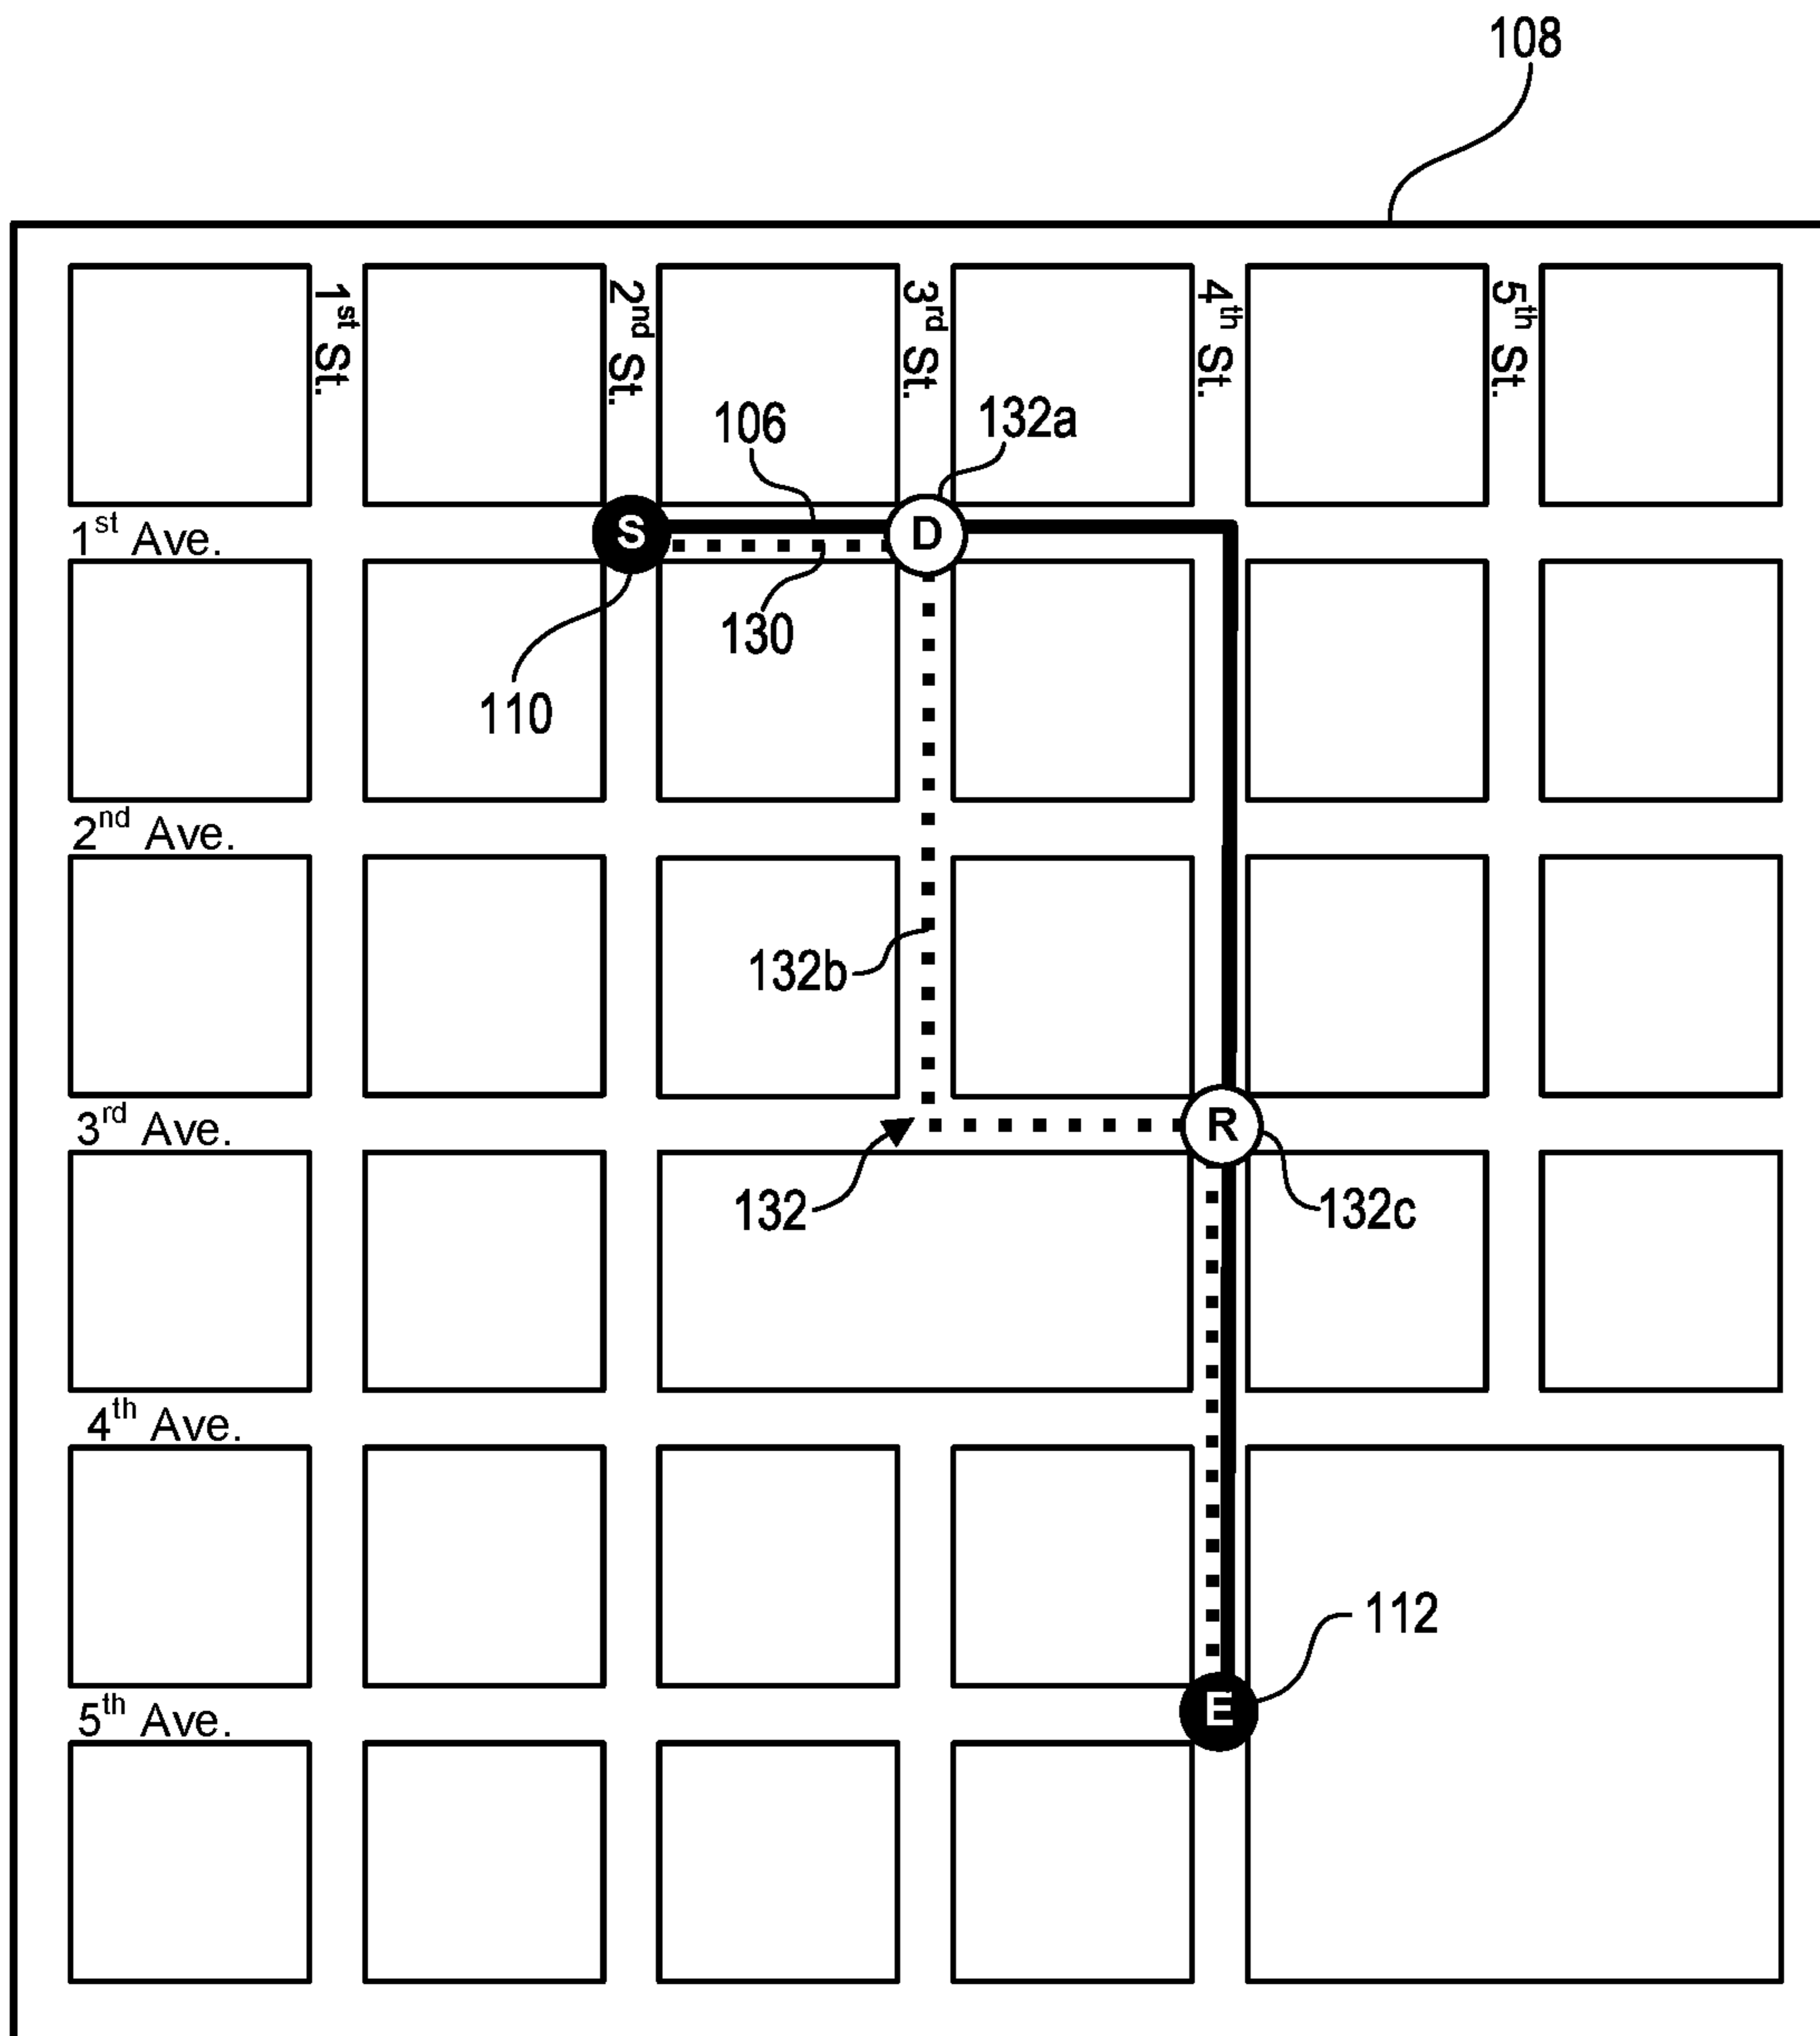 108
1st St.
2nd St.
3rd St.
4th St.
5th St.
106
132a
S
D
1st Ave.
130
110
2nd Ave.
132b
3rd Ave.
R
132
132c
4th Ave.
112
E
5th Ave.